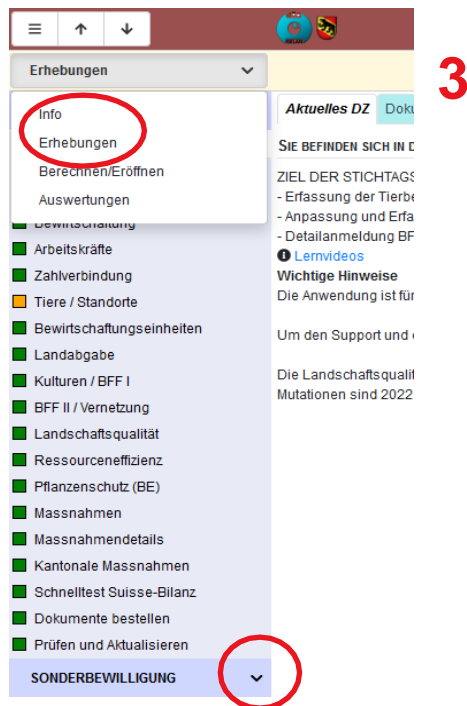 3
Erhebungen
Info
Erhebungen
Berechnen/Eröffnen
Auswertungen
Bewirtschaftung
Arbeitskräfte
Zahlverbindung
Tiere / Standorte
Bewirtschaftungseinheiten
Landabgabe
Kulturen / BFF I
BFF II / Vernetzung
Landschaftsqualität
Ressourceneffizienz
Pflanzenschutz (BE)
Massnahmen
Massnahmendetails
Kantonale Massnahmen
Schnelltest Suisse-Bilanz
Dokumente bestellen
Prüfen und Aktualisieren
SONDERBEWILLIGUNG
Aktuelles DZ Doku
SIE BEFINDEN SICH IN D
ZIEL DER STICHTAGS
- Erfassung der Tierbe
- Anpassung und Erfa
- Detailanmeldung BF
Lernvideos
Wichtige Hinweise
Die Anwendung ist für
Um den Support und
Die Landschaftsqualit
Mutationen sind 2022